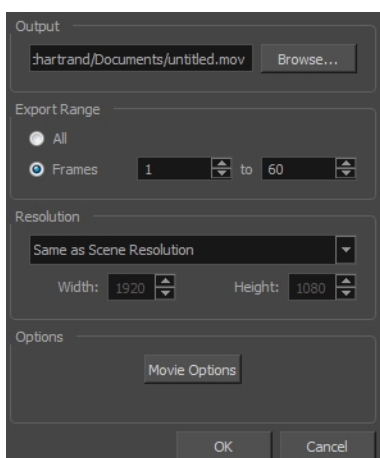 Output
:hartrand/Documents/untitled.mov Browse...
Export Range
All
Frames 1 to 60
Resolution
Same as Scene Resolution
Width: 1920 Height: 1080
Options
Movie Options
OK Cancel